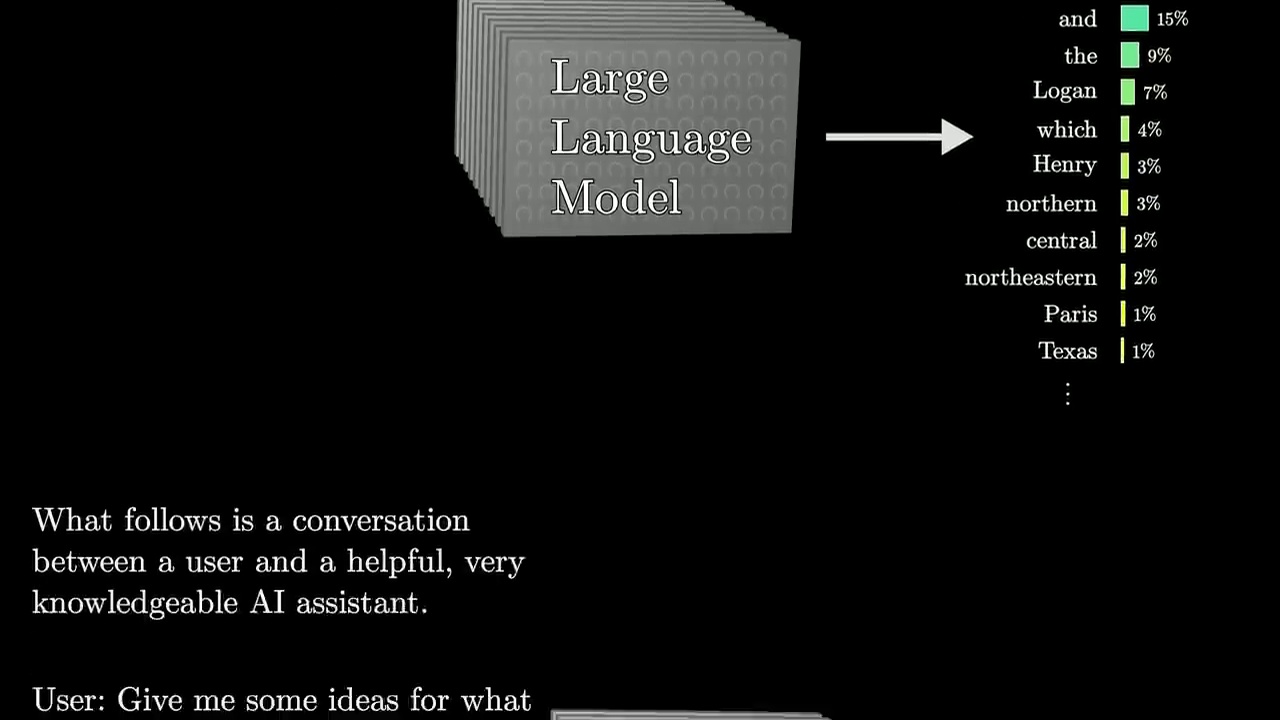 Large
Language
Model
and 15%
the 9%
Logan 7%
which 4%
Henry 3%
northern 3%
central 2%
northeastern 2%
Paris 1%
Texas 1%
⋮
What follows is a conversation
between a user and a helpful, very
knowledgeable AI assistant.
User: Give me some ideas for what